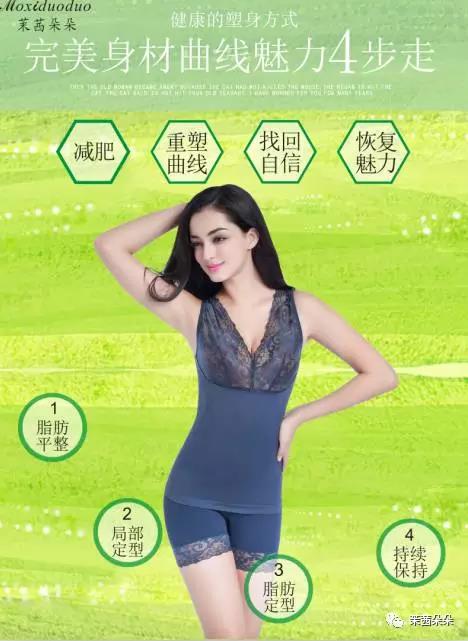 Moxiduoduo
茉茜朵朵
健康的塑身方式
完美身材曲线魅力4步走
减肥
重塑
曲线
找回
自信
恢复
魅力
1
脂肪
平整
2
局部
定型
3
脂肪
定型
4
持续
保持
茉茜朵朵